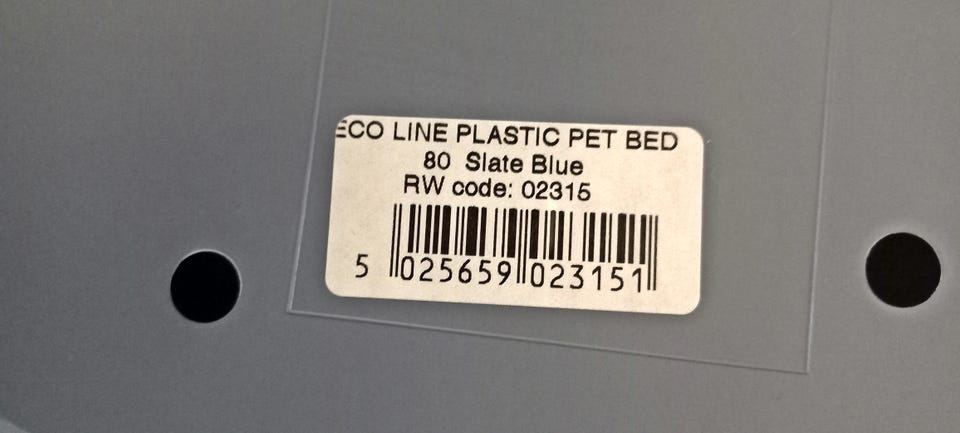 ECO LINE PLASTIC PET BED
80 Slate Blue
RW code: 02315
5 025659 023151